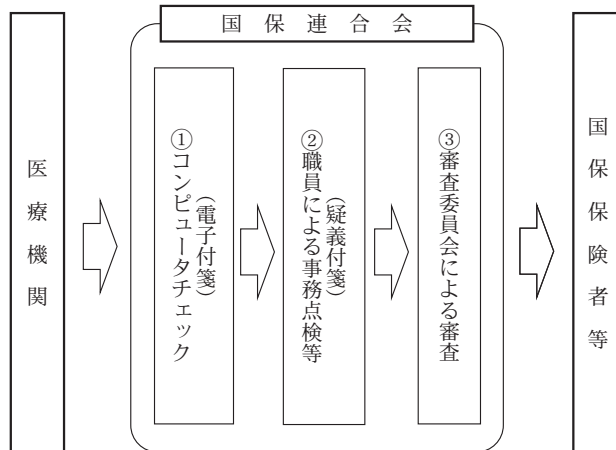 国保連合会
医療機関
①コンピュータチェック
(電子付箋)
②職員による事務点検等
(疑義付箋)
③審査委員会による審査
国保保険者等